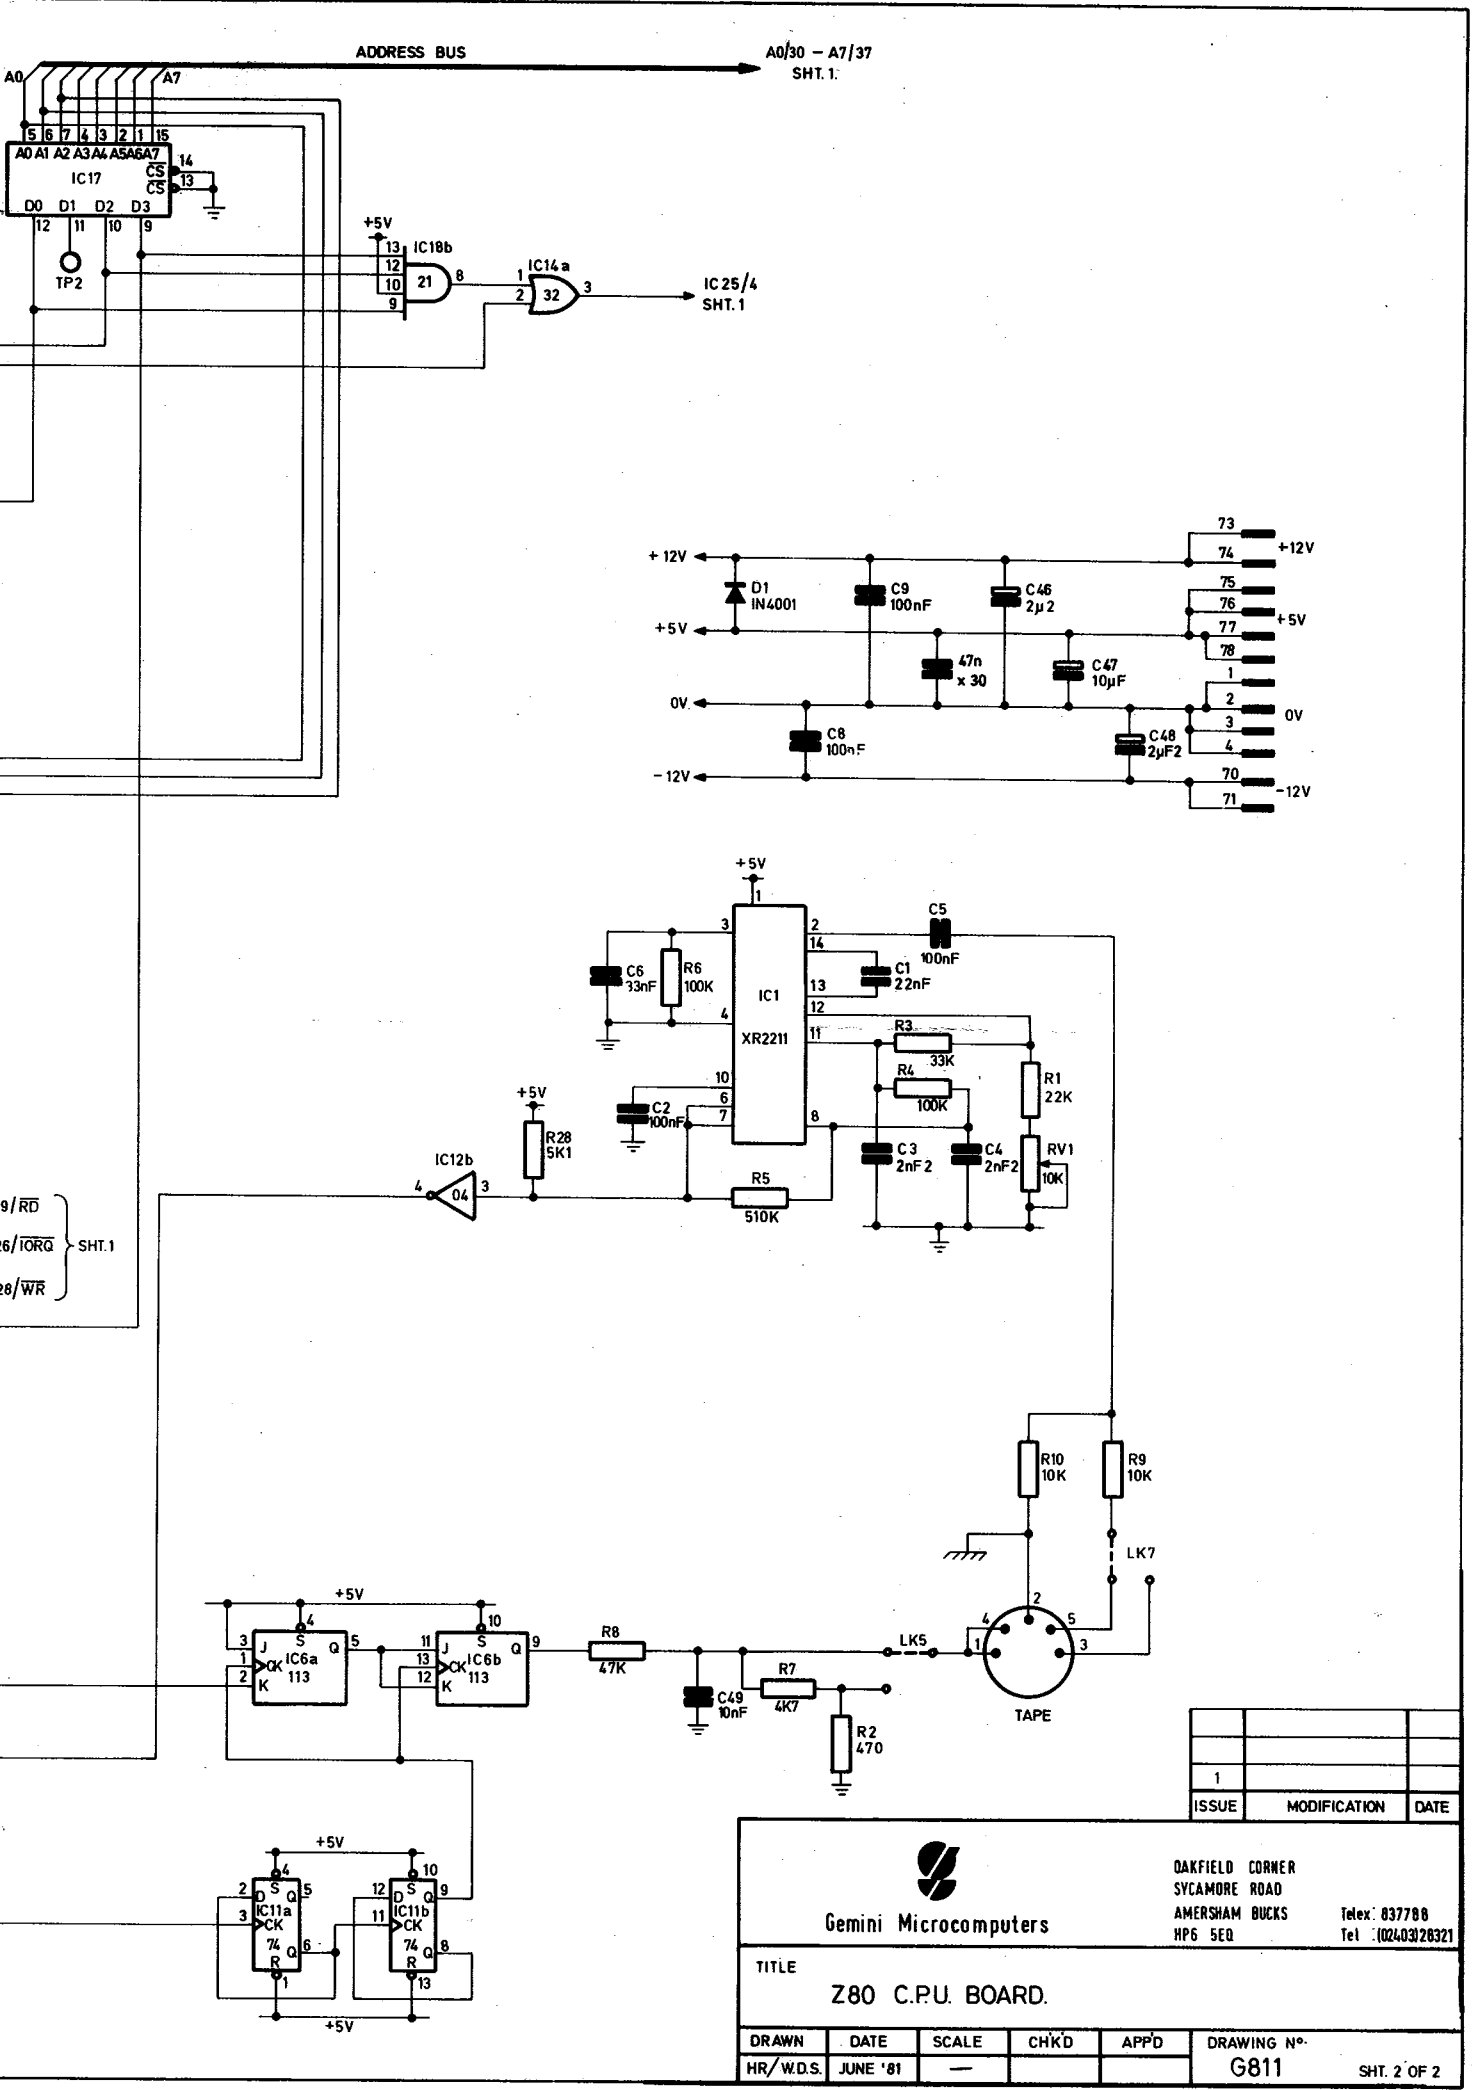 ADDRESS BUS
A0/30 – A7/37
SHT. 1.
A0
A7
5 6 7 4 3 2 1 15
A0 A1 A2 A3 A4 A5 A6 A7
IC17
CS 14
CS 13
D0 D1 D2 D3
12 11 10 9
TP2
+5V
13
12
10
9
IC18b
21
8
IC14a
1
2
32
3
IC25/4
SHT. 1
+12V
D1
IN4001
C9
100nF
C46
2µ2
73
74
+12V
75
76
77
78
+5V
+5V
47n
x 30
C47
10µF
0V
C8
100nF
C48
2µF2
1
2
3
4
0V
-12V
70
71
-12V
+5V
1
3
C6
33nF
R6
100K
4
IC1
XR2211
2
14
13
12
11
C5
100nF
C1
22nF
R3
33K
R4
100K
R1
22K
RV1
10K
10
6
7
8
C2
100nF
C3
2nF2
C4
2nF2
R5
510K
+5V
R28
5K1
IC12b
4
04
3
9/RD
26/IORQ
28/WR
SHT.1
R10
10K
R9
10K
LK7
2
4
5
1
3
TAPE
LK5
+5V
4
3
1
2
J
CK
K
S
Q
IC6a
113
5
10
11
13
12
J
CK
K
S
Q
IC6b
113
9
R8
47K
C49
10nF
R7
4K7
R2
470
+5V
4
2
3
D
CK
S
Q
5
IC11a
74
Q
6
R
1
10
12
11
D
CK
S
Q
9
IC11b
74
Q
8
R
13
+5V
1
ISSUE MODIFICATION DATE
Gemini Microcomputers
OAKFIELD CORNER
SYCAMORE ROAD
AMERSHAM BUCKS
HP6 5EQ
Telex: 837788
Tel :(02403)28321
TITLE
Z80 C.P.U. BOARD.
DRAWN DATE SCALE CHK'D APP'D DRAWING Nº.
HR/W.D.S. JUNE '81 — G811 SHT. 2 OF 2